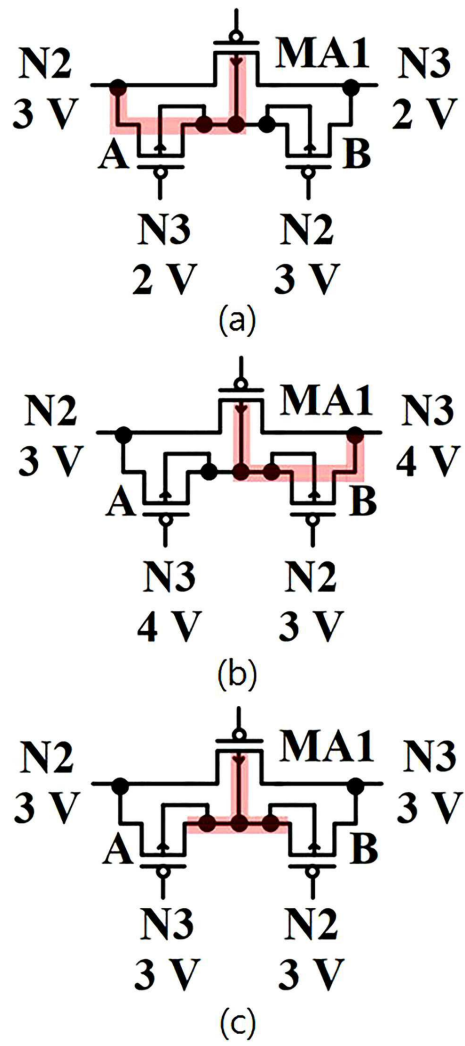 MA1
N2 N3
3 V 2 V
A B
N3 N2
2 V 3 V
(a)
MA1
N2 N3
3 V 4 V
A B
N3 N2
4 V 3 V
(b)
MA1
N2 N3
3 V 3 V
A B
N3 N2
3 V 3 V
(c)